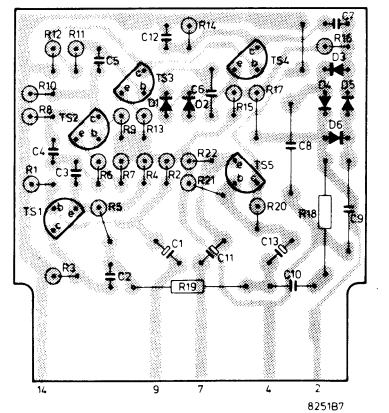 R14 C7
R12 R11 C12 R16
C5 TS3 TS4 D3
R10 D1 D2 C6 R15 R17 D4 D5
R8 TS2 R9 R13 D6
C4 C8
R1 C3 R6 R7 R4 R2 R22 TS5
R21
TS1 R5 R20 R18 C9
C1 C11 C13
R3 C2 R19 C10
14 9 7 4 2
8251B7